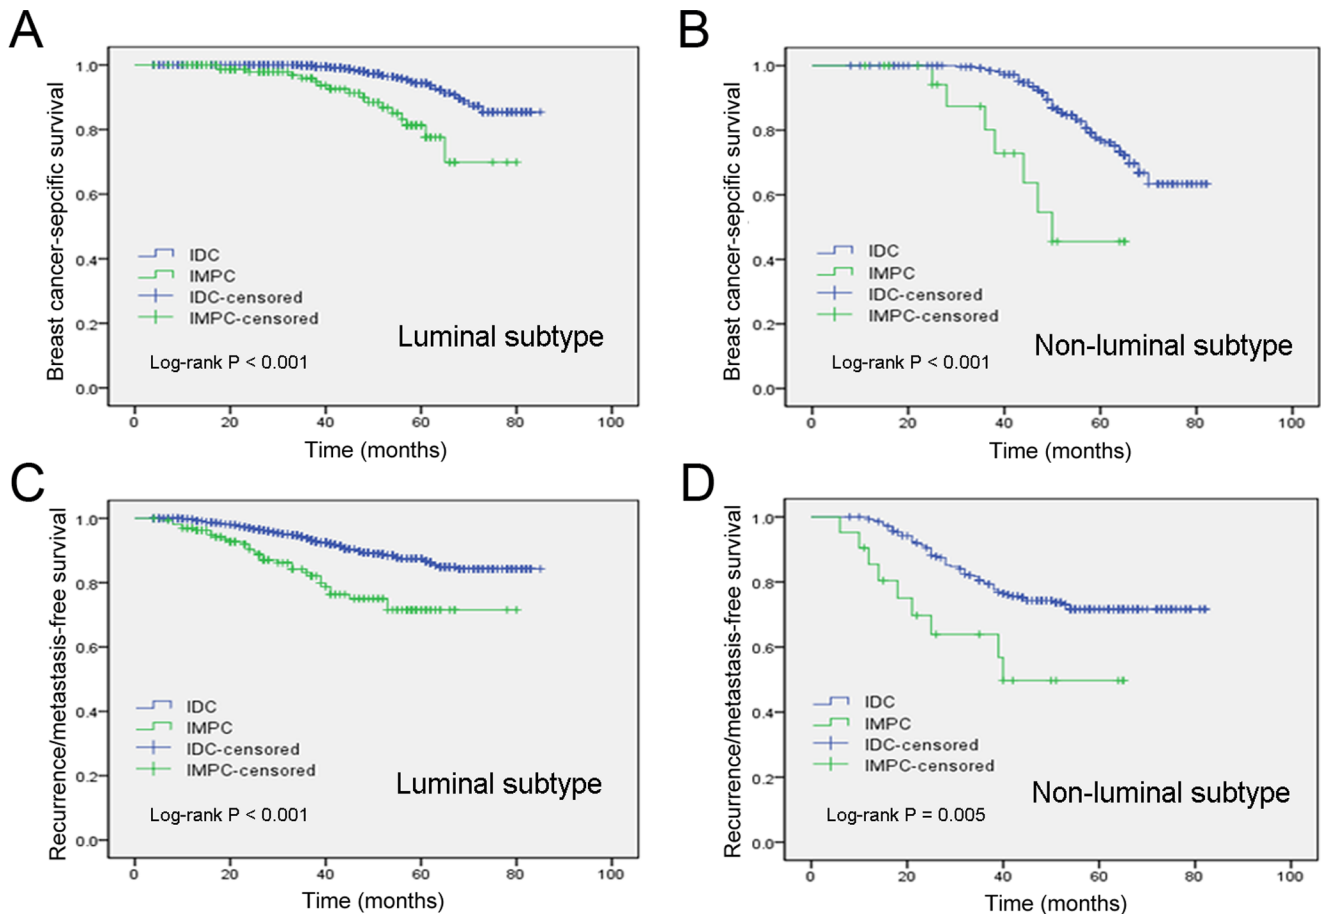 A
Breast cancer-sepcific survival
1.0
0.8
0.6
0.4
0.2
0.0
IDC
IMPC
IDC-censored
IMPC-censored
Luminal subtype
Log-rank P < 0.001
0 20 40 60 80 100
Time (months)
B
Breast cancer-sepcific survival
1.0
0.8
0.6
0.4
0.2
0.0
IDC
IMPC
IDC-censored
IMPC-censored
Non-luminal subtype
Log-rank P < 0.001
0 20 40 60 80 100
Time (months)
C
Recurrence/metastasis-free survival
1.0
0.8
0.6
0.4
0.2
0.0
IDC
IMPC
IDC-censored
IMPC-censored
Luminal subtype
Log-rank P < 0.001
0 20 40 60 80 100
Time (months)
D
Recurrence/metastasis-free survival
1.0
0.8
0.6
0.4
0.2
0.0
IDC
IMPC
IDC-censored
IMPC-censored
Non-luminal subtype
Log-rank P = 0.005
0 20 40 60 80 100
Time (months)